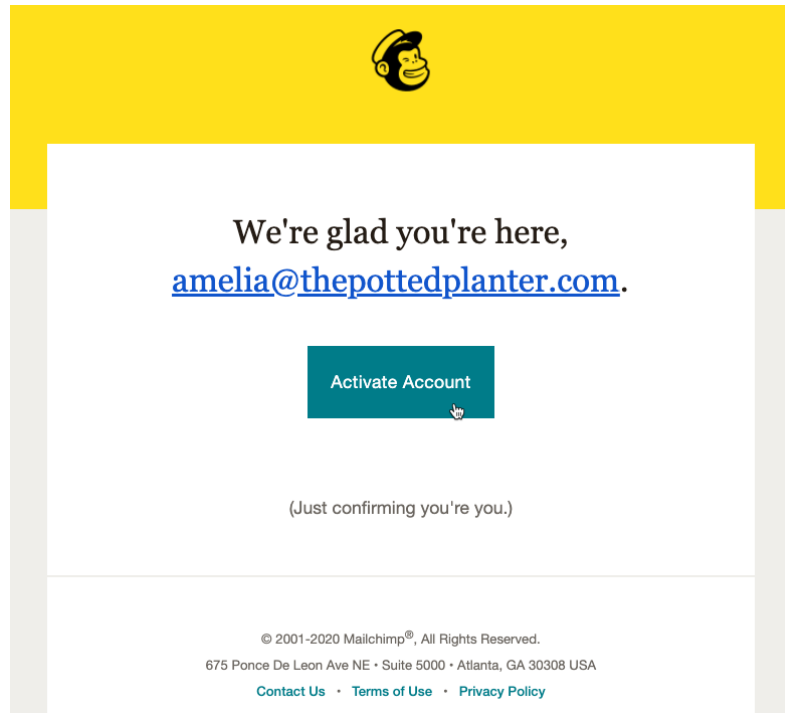 We're glad you're here,
amelia@thepottedplanter.com.
Activate Account
(Just confirming you're you.)
© 2001-2020 Mailchimp®, All Rights Reserved.
675 Ponce De Leon Ave NE • Suite 5000 • Atlanta, GA 30308 USA
Contact Us • Terms of Use • Privacy Policy